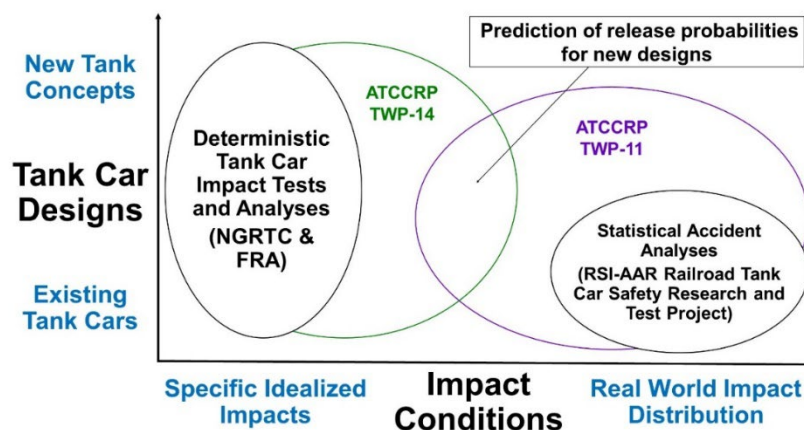 Prediction of release probabilities
for new designs
New Tank
Concepts
Tank Car
Designs
Existing
Tank Cars
ATCCRP
TWP-14
Deterministic
Tank Car
Impact Tests
and Analyses
(NGRTC &
FRA)
ATCCRP
TWP-11
Statistical Accident
Analyses
(RSI-AAR Railroad Tank
Car Safety Research and
Test Project)
Specific Idealized
Impacts
Impact
Conditions
Real World Impact
Distribution